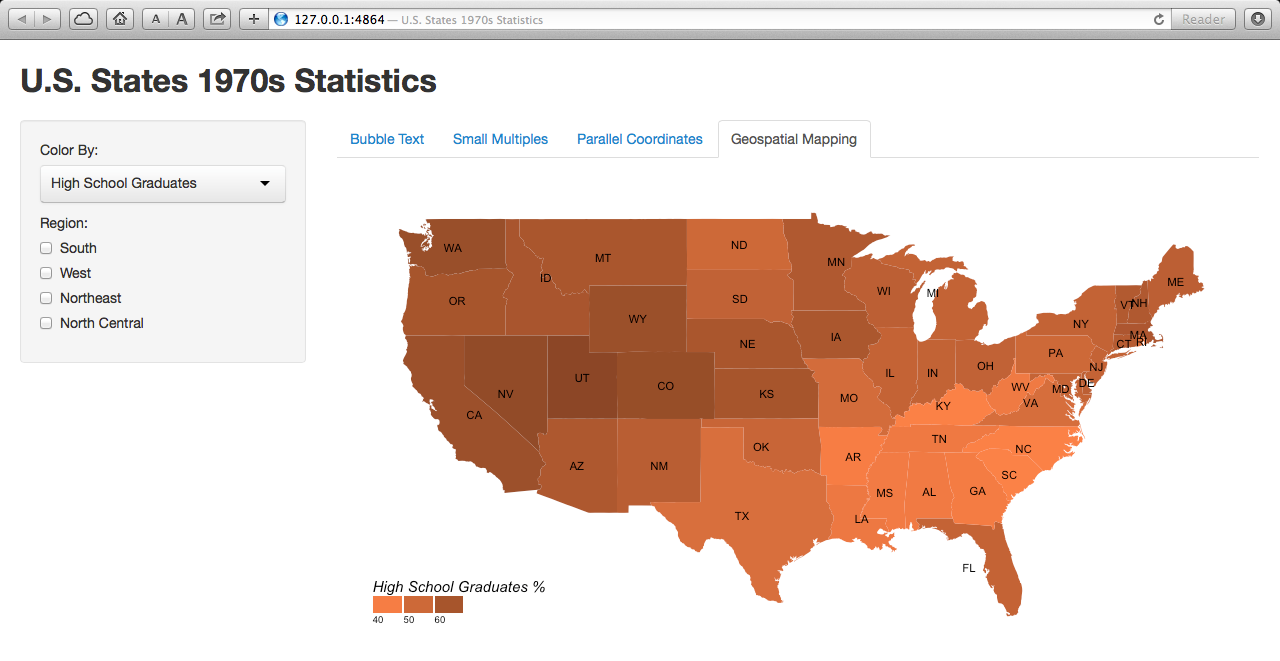 A A + 127.0.0.1:4864 — U.S. States 1970s Statistics Reader
U.S. States 1970s Statistics
Color By:
High School Graduates
Region:
South
West
Northeast
North Central
Bubble Text Small Multiples Parallel Coordinates Geospatial Mapping
WA MT ND MN ME
ID OR SD WI MI VT NH
WY NE IA NY MA
CT RI
UT CO KS IL IN OH PA NJ
NV MO WV MD DE
CA KY VA
OK TN NC
AZ NM AR SC
MS AL GA
TX LA
FL
High School Graduates %
40 50 60